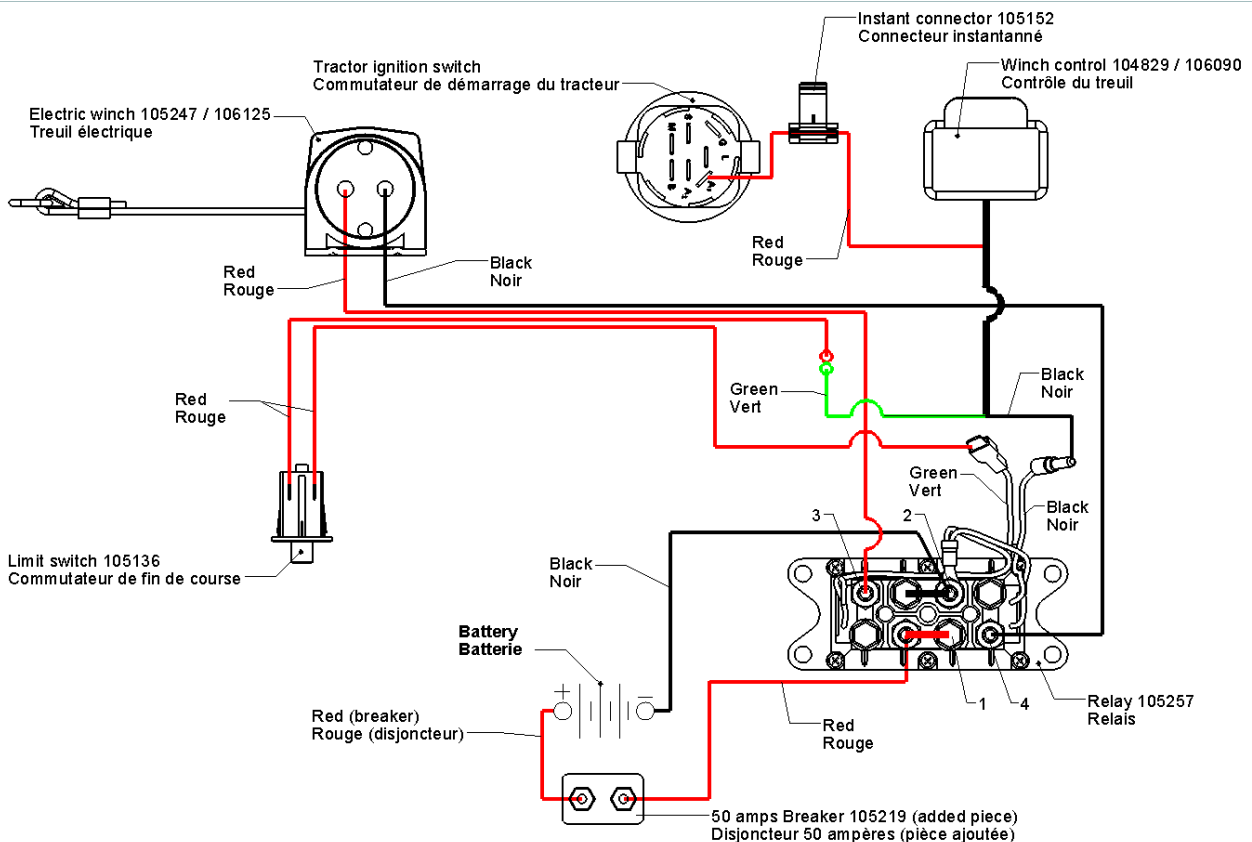 Instant connector 105152
Connecteur instantanné
Tractor ignition switch
Commutateur de démarrage du tracteur
Winch control 104829 / 106090
Contrôle du treuil
Electric winch 105247 / 106125
Treuil électrique
M
S
G
L
B
A₂
A₁
Red
Rouge
Black
Noir
Red
Rouge
Green
Vert
Black
Noir
Red
Rouge
Green
Vert
Black
Noir
3
2
Limit switch 105136
Commutateur de fin de course
Black
Noir
Battery
Batterie
+
−
1
4
Relay 105257
Relais
Red (breaker)
Rouge (disjoncteur)
Red
Rouge
50 amps Breaker 105219 (added piece)
Disjoncteur 50 ampères (pièce ajoutée)